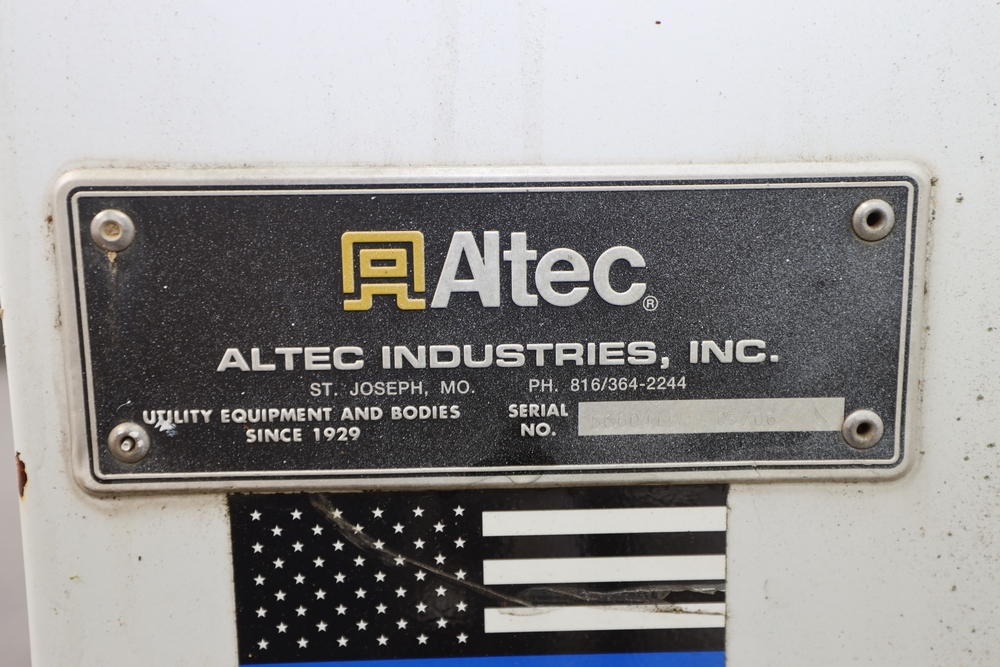 Altec®
ALTEC INDUSTRIES, INC.
ST. JOSEPH, MO. PH. 816/364-2244
UTILITY EQUIPMENT AND BODIES
SINCE 1929
SERIAL
NO.